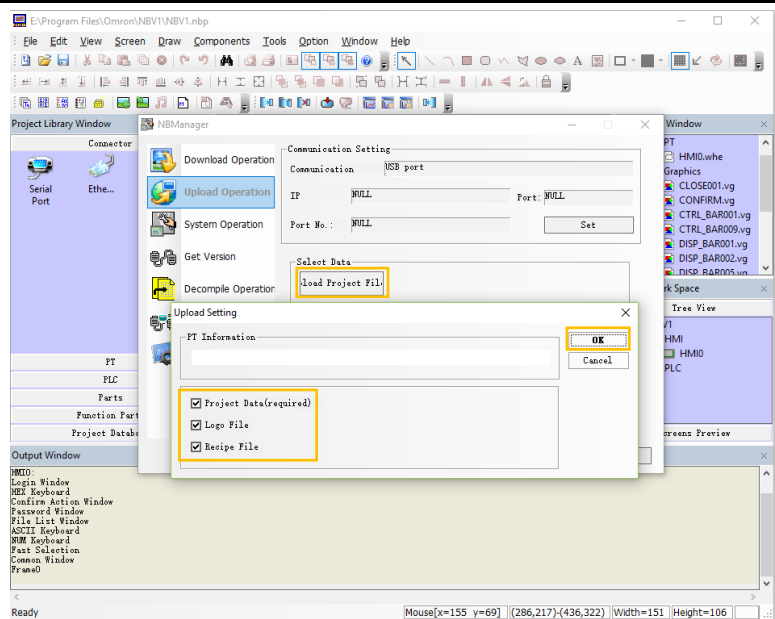 E:\Program Files\Omron\NBV1\NBV1.nbp
File Edit View Screen Draw Components Tools Option Window Help
Project Library Window
Connector
Serial Port
Ethe...
PT
PLC
Parts
Function Part
Project Databa
NBManager
Download Operation
Upload Operation
System Operation
Get Version
Decompile Operation
Communication Setting
Communication USB port
IP NULL Port: NULL
Port No.: NULL Set
Select Data
load Project Fil
Upload Setting
PT Information
OK
Cancel
Project Data(required)
Logo File
Recipe File
Window
PT
HMI0.whe
Graphics
CLOSE001.vg
CONFIRM.vg
CTRL_BAR001.vg
CTRL_BAR009.vg
DISP_BAR001.vg
DISP_BAR002.vg
DISP_BAR005.vg
rk Space
Tree View
V1
HMI
HMI0
PLC
creens Preview
Output Window
HMI0:
Login Window
HEX Keyboard
Confirm Action Window
Password Window
File List Window
ASCII Keyboard
NUM Keyboard
Fast Selection
Common Window
Frame0
Ready
Mouse[x=155 y=69] (286,217)-(436,322) Width=151 Height=106